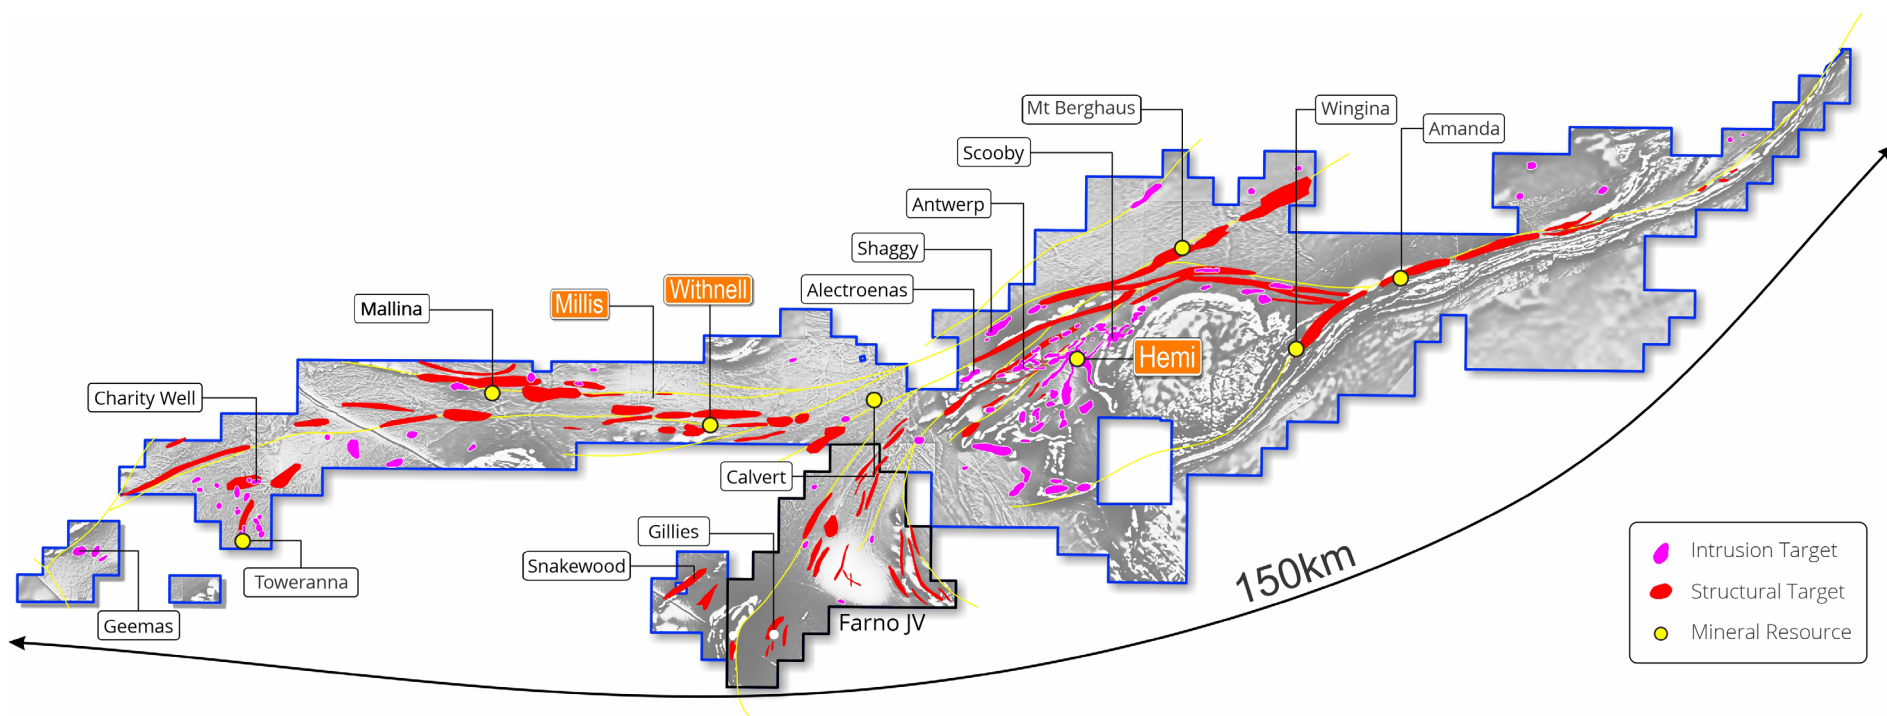 Mt Berghaus
Wingina
Amanda
Scooby
Antwerp
Shaggy
Alectroenas
Withnell
Millis
Mallina
Hemi
Charity Well
Calvert
Gillies
Snakewood
Toweranna
Geemas
Farno JV
150km
Intrusion Target
Structural Target
Mineral Resource